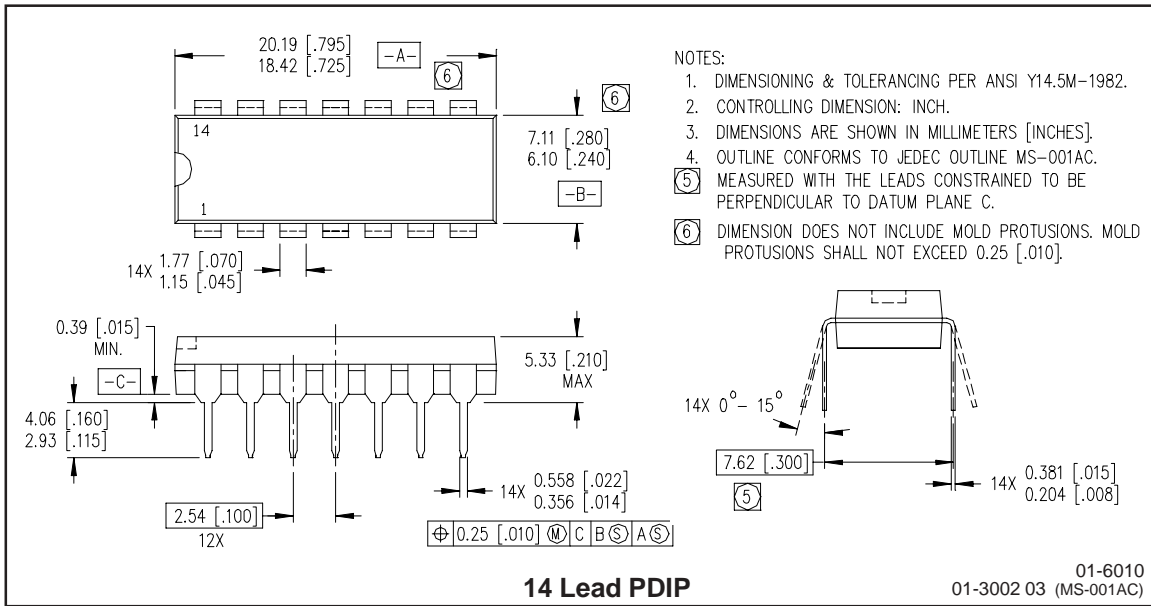 20.19 [.795]
18.42 [.725]
-A-
6
6
14
1
7.11 [.280]
6.10 [.240]
-B-
14X 1.77 [.070]
1.15 [.045]
NOTES:
1. DIMENSIONING & TOLERANCING PER ANSI Y14.5M-1982.
2. CONTROLLING DIMENSION: INCH.
3. DIMENSIONS ARE SHOWN IN MILLIMETERS [INCHES].
4. OUTLINE CONFORMS TO JEDEC OUTLINE MS-001AC.
5 MEASURED WITH THE LEADS CONSTRAINED TO BE
PERPENDICULAR TO DATUM PLANE C.
6 DIMENSION DOES NOT INCLUDE MOLD PROTUSIONS. MOLD
PROTUSIONS SHALL NOT EXCEED 0.25 [.010].
0.39 [.015]
MIN.
-C-
4.06 [.160]
2.93 [.115]
5.33 [.210]
MAX
2.54 [.100]
12X
14X 0.558 [.022]
0.356 [.014]
⌖ 0.25 [.010] Ⓜ C B Ⓢ A Ⓢ
14X 0°- 15°
7.62 [.300]
5
14X 0.381 [.015]
0.204 [.008]
14 Lead PDIP
01-6010
01-3002 03 (MS-001AC)